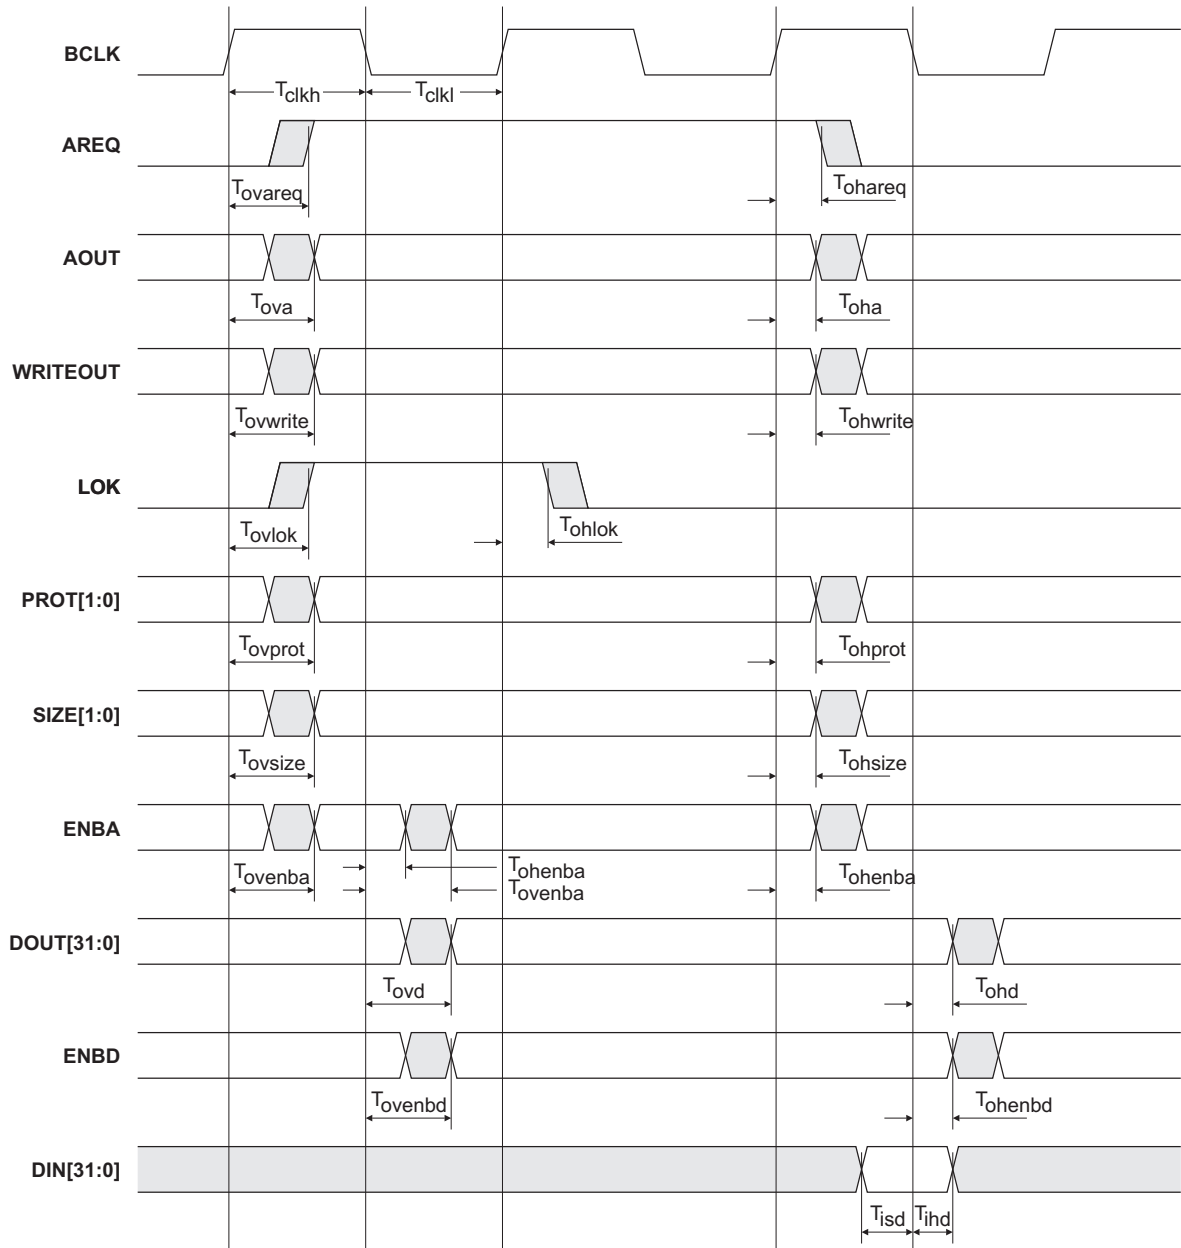 BCLK
Tclkh Tclkl
AREQ
Tovareq Tohareq
AOUT
Tova Toha
WRITEOUT
Tovwrite Tohwrite
LOK
Tovlok Tohlok
PROT[1:0]
Tovprot Tohprot
SIZE[1:0]
Tovsize Tohsize
ENBA
Tovenba Tohenba Tohenba
Tovenba
DOUT[31:0]
Tovd Tohd
ENBD
Tovenbd Tohenbd
DIN[31:0]
Tisd Tihd